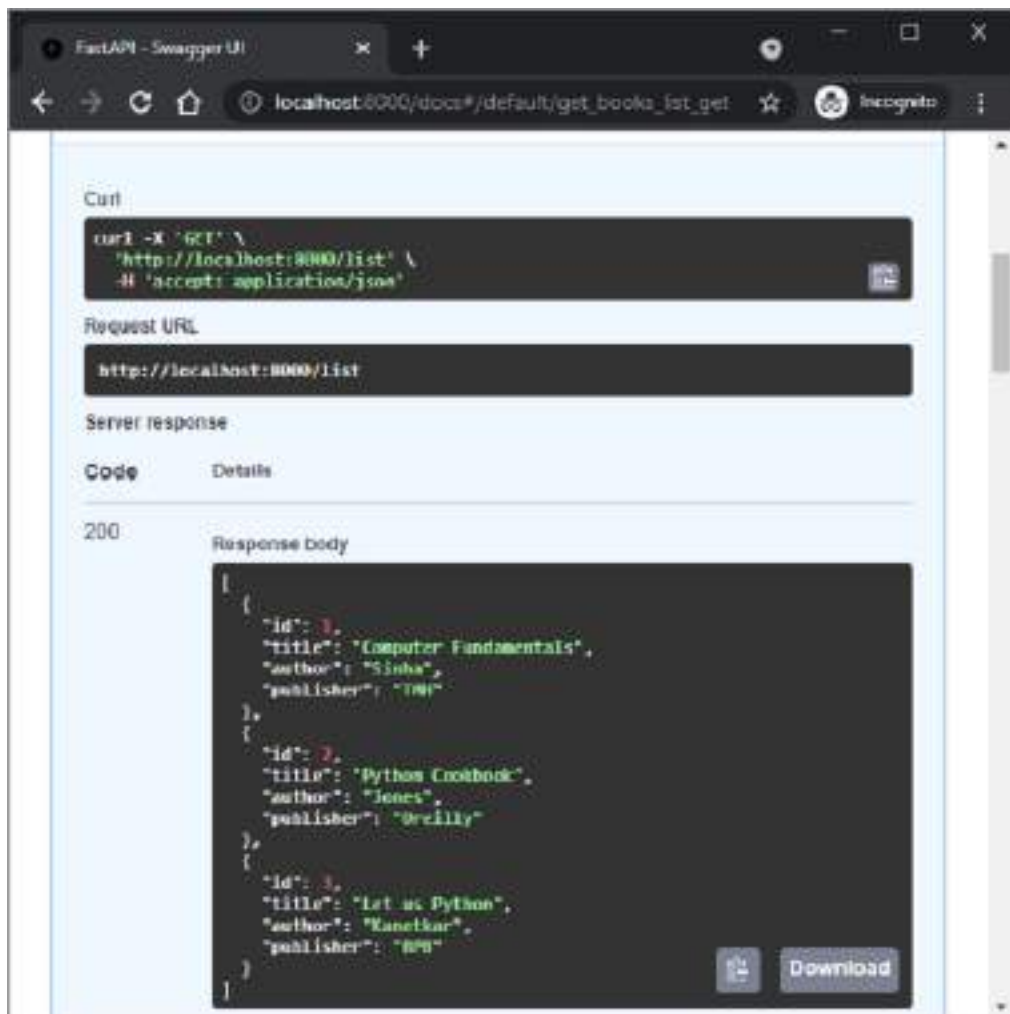 FastAPI - Swagger UI
localhost:8000/docs#/default/get_books_list_get
Incognito
Curl
curl -X 'GET' \
'http://localhost:8000/list' \
-H 'accept: application/json'
Request URL
http://localhost:8000/list
Server response
Code Details
200
Response body
[
{
"id": 1,
"title": "Computer Fundamentals",
"author": "Sinha",
"publisher": "TMH"
},
{
"id": 2,
"title": "Python Cookbook",
"author": "Jones",
"publisher": "Oreilly"
},
{
"id": 3,
"title": "Let us Python",
"author": "Kanetkar",
"publisher": "BPB"
}
]
Download